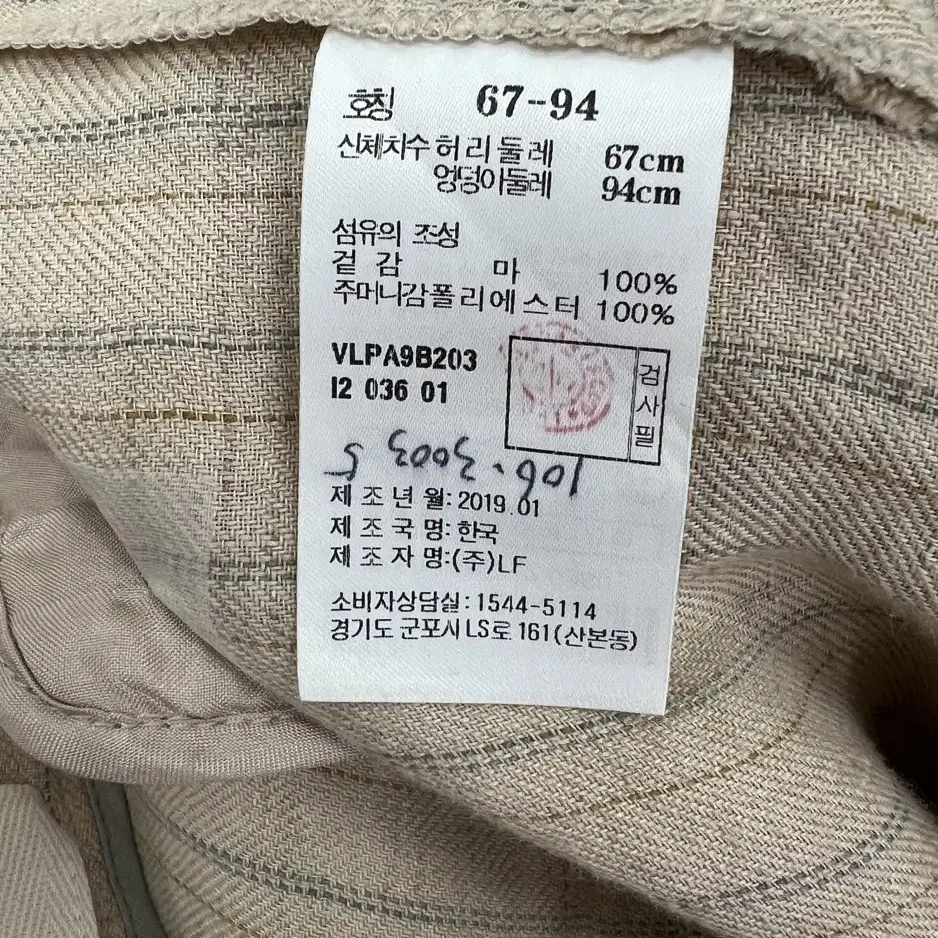 호칭 67-94
신체치수 허리둘레 67cm
엉덩이둘레 94cm
섬유의 조성
겉감 마 100%
주머니감 폴리에스터 100%
VLPA9B203
I2 036 01
검사필
106.3003 5
제조년월:2019.01
제조국명:한국
제조자명:(주)LF
소비자상담실:1544-5114
경기도 군포시 LS로 161(산본동)